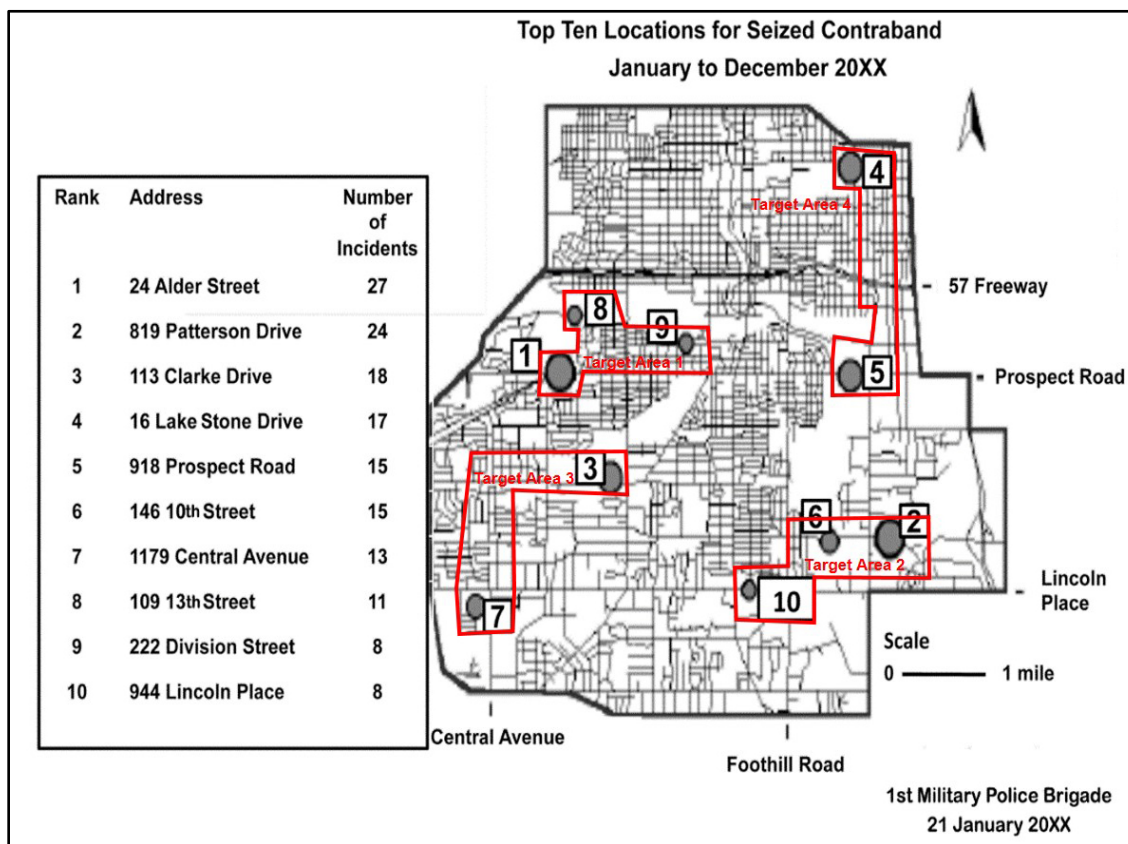 Top Ten Locations for Seized Contraband
January to December 20XX
Rank Address Number of Incidents
1 24 Alder Street 27
2 819 Patterson Drive 24
3 113 Clarke Drive 18
4 16 Lake Stone Drive 17
5 918 Prospect Road 15
6 146 10th Street 15
7 1179 Central Avenue 13
8 109 13th Street 11
9 222 Division Street 8
10 944 Lincoln Place 8
4
Target Area 4
57 Freeway
8
9
1
Target Area 1
5
Prospect Road
3
Target Area 3
6
2
Target Area 2
7
10
Lincoln
Place
Scale
0 1 mile
Central Avenue
Foothill Road
1st Military Police Brigade
21 January 20XX